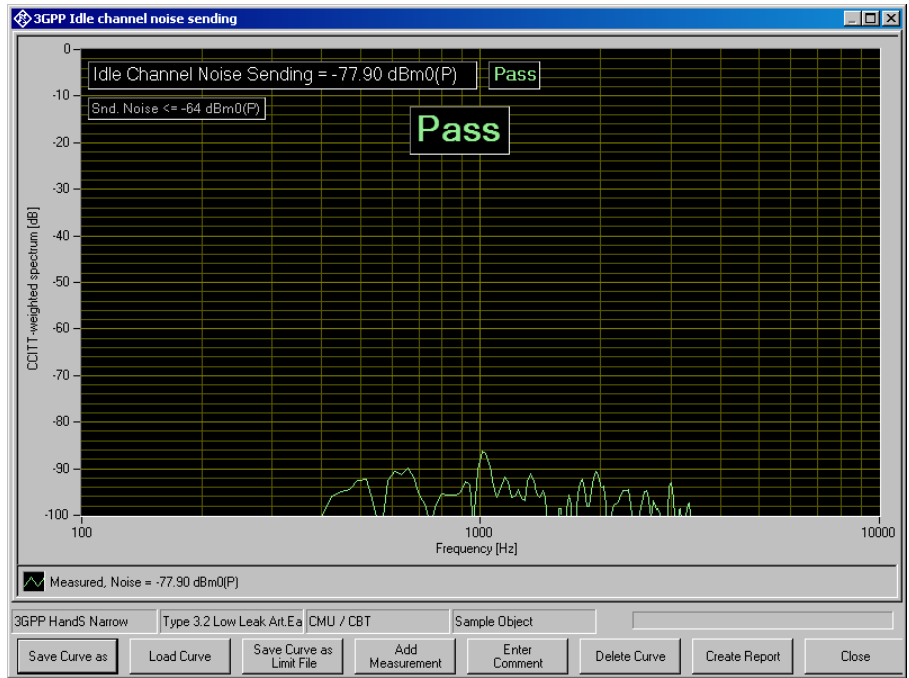 3GPP Idle channel noise sending
0
Idle Channel Noise Sending = -77.90 dBm0(P)
Pass
-10
Snd. Noise <= -64 dBm0(P)
Pass
-20
-30
-40
-50
-60
-70
-80
-90
-100
CCITT-weighted spectrum [dB]
100
1000
10000
Frequency [Hz]
Measured, Noise = -77.90 dBm0(P)
3GPP HandS Narrow
Type 3.2 Low Leak Art.Ea
CMU / CBT
Sample Object
Save Curve as
Load Curve
Save Curve as
Limit File
Add
Measurement
Enter
Comment
Delete Curve
Create Report
Close